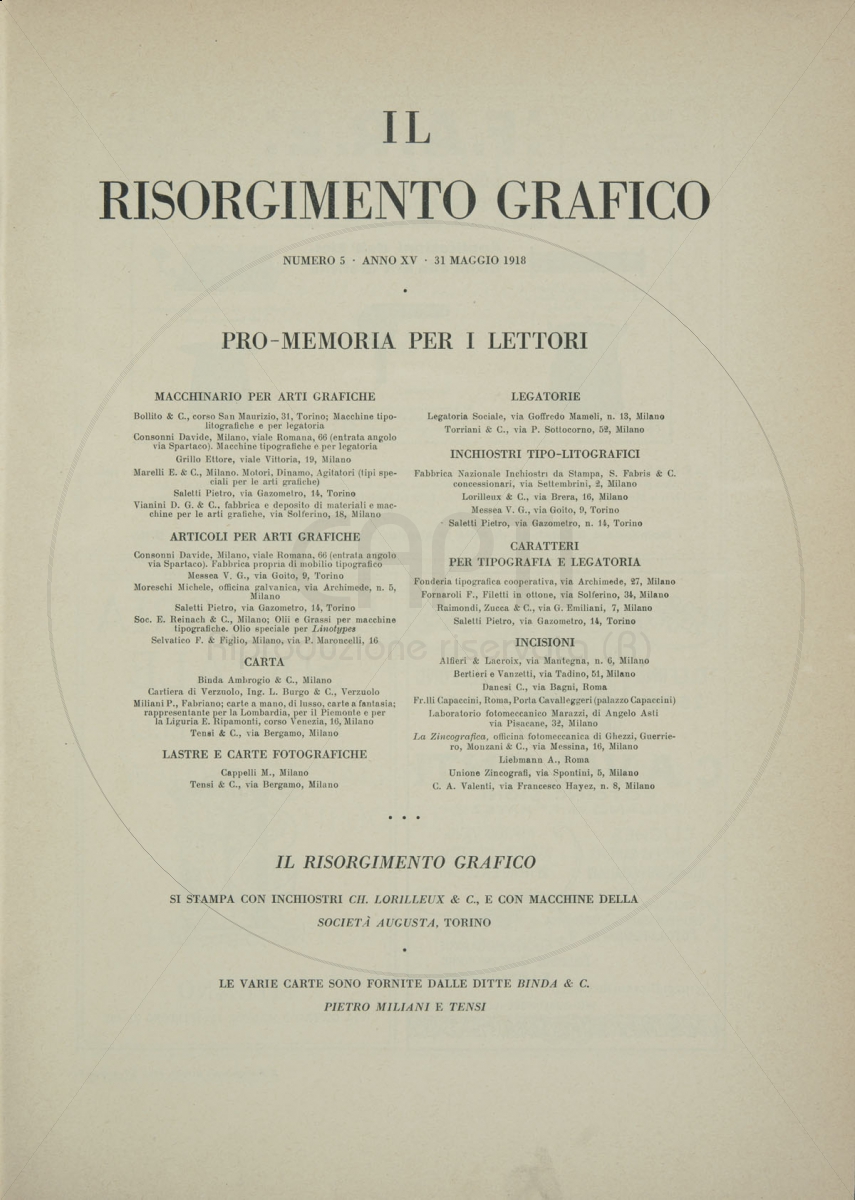 IL
RISORGIMENTO GRAFICO
NUMERO 5 · ANNO XV · 31 MAGGIO 1918
PRO-MEMORIA PER I LETTORI
MACCHINARIO PER ARTI GRAFICHE
Bollito & C., corso San Maurizio, 31, Torino; Macchine tipo-
litografiche e per legatoria
Consonni Davide, Milano, viale Romana, 66 (entrata angolo
via Spartaco). Macchine tipografiche e per legatoria
Grillo Ettore, viale Vittoria, 19, Milano
Marelli E. & C., Milano. Motori, Dinamo, Agitatori (tipi spe-
ciali per le arti grafiche)
Saletti Pietro, via Gazometro, 14, Torino
Vianini D. G. & C., fabbrica e deposito di materiali e mac-
chine per le arti grafiche, via Solferino, 18, Milano
ARTICOLI PER ARTI GRAFICHE
Consonni Davide, Milano, viale Romana, 66 (entrata angolo
via Spartaco). Fabbrica propria di mobilio tipografico
Messea V. G., via Goito, 9, Torino
Moreschi Michele, officina galvanica, via Archimede, n. 5,
Milano
Saletti Pietro, via Gazometro, 14, Torino
Soc. E. Reinach & C., Milano; Olii e Grassi per macchine
tipografiche. Olio speciale per Linotypes
Selvatico F. & Figlio, Milano, via P. Maroncelli, 16
CARTA
Binda Ambrogio & C., Milano
Cartiera di Verzuolo, Ing. L. Burgo & C., Verzuolo
Miliani P., Fabriano; carte a mano, di lusso, carte a fantasia;
rappresentante per la Lombardia, per il Piemonte e per
la Liguria E. Ripamonti, corso Venezia, 16, Milano
Tensi & C., via Bergamo, Milano
LASTRE E CARTE FOTOGRAFICHE
Cappelli M., Milano
Tensi & C., via Bergamo, Milano
LEGATORIE
Legatoria Sociale, via Goffredo Mameli, n. 13, Milano
Torriani & C., via P. Sottocorno, 52, Milano
INCHIOSTRI TIPO-LITOGRAFICI
Fabbrica Nazionale Inchiostri da Stampa, S. Fabris & C.
concessionari, via Settembrini, 2, Milano
Lorilleux & C., via Brera, 16, Milano
Messea V. G., via Goito, 9, Torino
Saletti Pietro, via Gazometro, n. 14, Torino
CARATTERI
PER TIPOGRAFIA E LEGATORIA
Fonderia tipografica cooperativa, via Archimede, 27, Milano
Fornaroli F., Filetti in ottone, via Solferino, 34, Milano
Raimondi, Zucca & C., via G. Emiliani, 7, Milano
Saletti Pietro, via Gazometro, 14, Torino
INCISIONI
Alfieri & Lacroix, via Mantegna, n. 6, Milano
Bertieri e Vanzetti, via Tadino, 51, Milano
Danesi C., via Bagni, Roma
Fr.lli Capaccini, Roma, Porta Cavalleggeri (palazzo Capaccini)
Laboratorio fotomeccanico Marazzi, di Angelo Asti
via Pisacane, 32, Milano
La Zincografica, officina fotomeccanica di Ghezzi, Guerrie-
ro, Monzani & C., via Messina, 16, Milano
Liebmann A., Roma
Unione Zincografi, via Spontini, 5, Milano
C. A. Valenti, via Francesco Hayez, n. 8, Milano
IL RISORGIMENTO GRAFICO
SI STAMPA CON INCHIOSTRI CH. LORILLEUX & C., E CON MACCHINE DELLA
SOCIETÀ AUGUSTA, TORINO
LE VARIE CARTE SONO FORNITE DALLE DITTE BINDA & C.
PIETRO MILIANI E TENSI